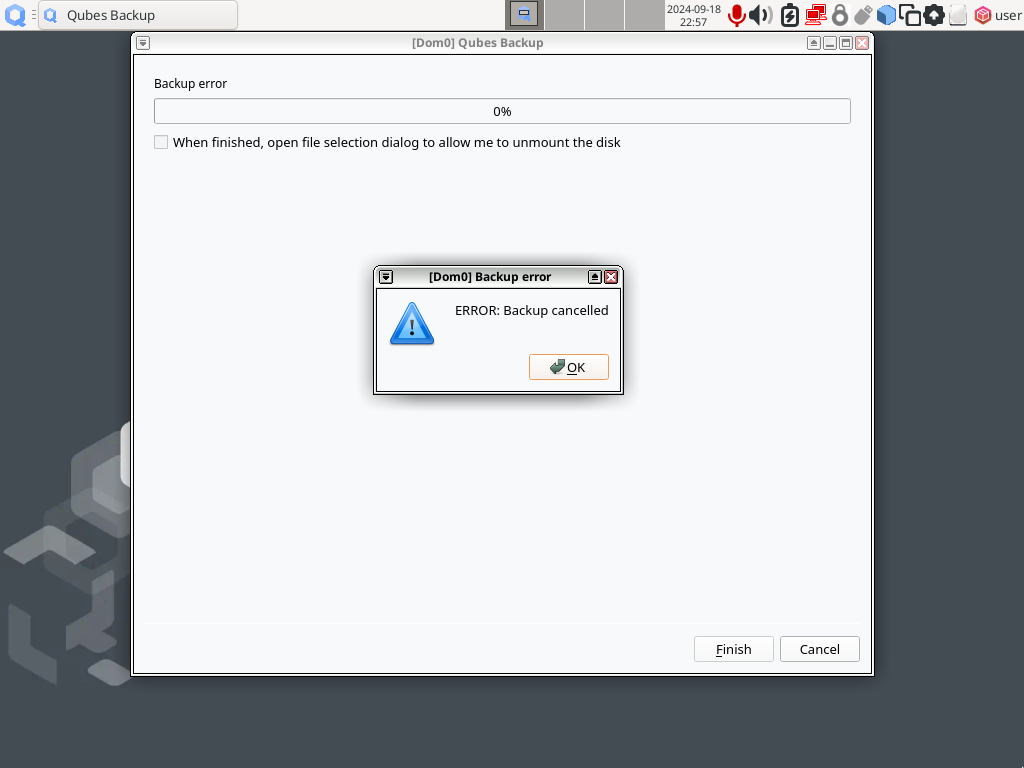 Qubes Backup
2024-09-18
22:57
user
[Dom0] Qubes Backup
Backup error
0%
When finished, open file selection dialog to allow me to unmount the disk
[Dom0] Backup error
ERROR: Backup cancelled
OK
Finish
Cancel